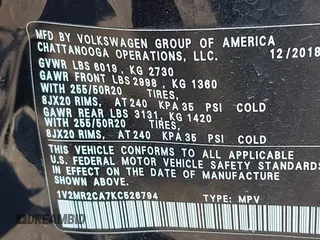 MFD BY VOLKSWAGEN GROUP OF AMERICA
CHATTANOOGA OPERATIONS, LLC. 12/2018
GVWR LBS 6019, KG 2730
GAWR FRONT LBS 2998, KG 1360
WITH 255/50R20 TIRES,
8JX20 RIMS, AT 240 KPA 35 PSI COLD
GAWR REAR LBS 3131, KG 1420
WITH 255/50R20 TIRES,
8JX20 RIMS, AT 240 KPA 35 PSI COLD
THIS VEHICLE CONFORMS TO ALL APPLICABLE
FEDERAL MOTOR VEHICLE SAFETY STANDARDS
IN EFFECT ON THE DATE OF MANUFACTURE
SHOWN ABOVE.
1V2MR2CA7KC526794 TYPE: MPV
DREAMBID